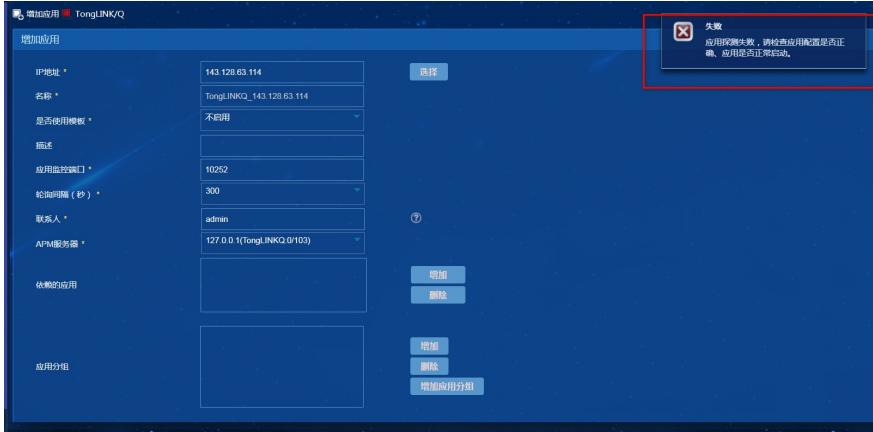 增加应用 TongLINK/Q
增加应用
失败
应用探测失败，请检查应用配置是否正
确、应用是否正常启动。
IP地址 * 143.128.63.114 选择
名称 * TongLINKQ_143.128.63.114
是否使用模板 * 不启用
描述
应用监控端口 * 10252
轮询间隔（秒） * 300
联系人 * admin ?
APM服务器 * 127.0.0.1(TongLINKQ:0/103)
依赖的应用
增加
删除
应用分组
增加
删除
增加应用分组